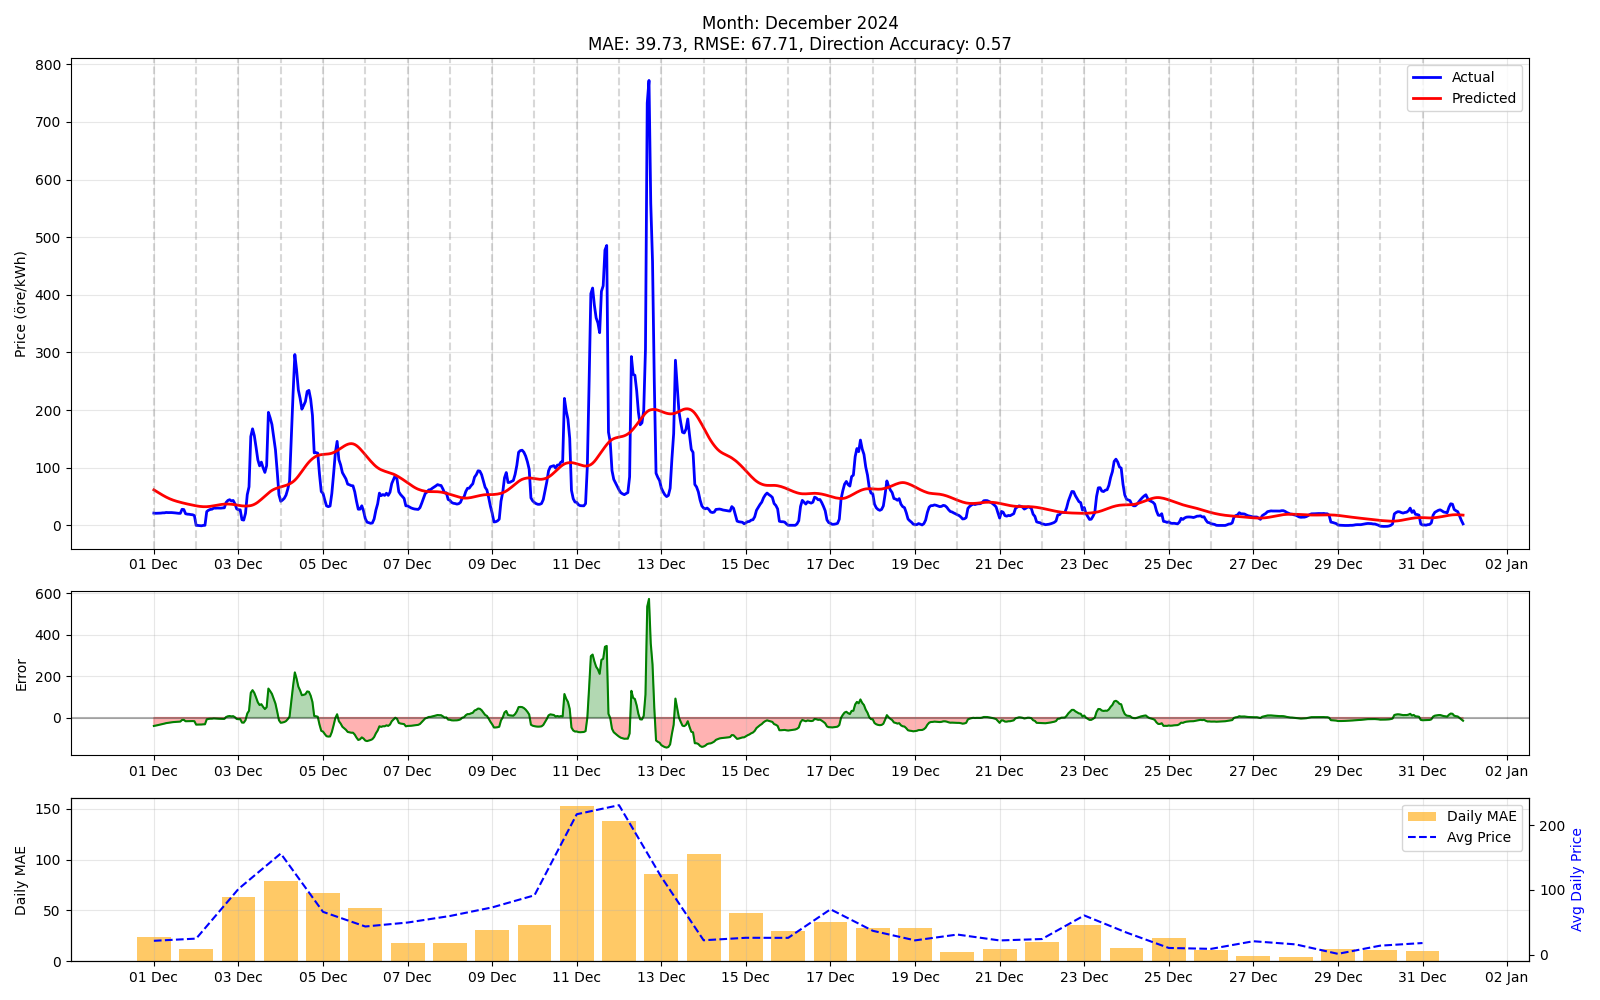 Month: December 2024
MAE: 39.73, RMSE: 67.71, Direction Accuracy: 0.57
Price (öre/kWh)
800
700
600
500
400
300
200
100
0
Actual
Predicted
01 Dec 03 Dec 05 Dec 07 Dec 09 Dec 11 Dec 13 Dec 15 Dec 17 Dec 19 Dec 21 Dec 23 Dec 25 Dec 27 Dec 29 Dec 31 Dec 02 Jan
Error
600
400
200
0
01 Dec 03 Dec 05 Dec 07 Dec 09 Dec 11 Dec 13 Dec 15 Dec 17 Dec 19 Dec 21 Dec 23 Dec 25 Dec 27 Dec 29 Dec 31 Dec 02 Jan
Daily MAE
150
100
50
0
Daily MAE
Avg Price
200
100
0
Avg Daily Price
01 Dec 03 Dec 05 Dec 07 Dec 09 Dec 11 Dec 13 Dec 15 Dec 17 Dec 19 Dec 21 Dec 23 Dec 25 Dec 27 Dec 29 Dec 31 Dec 02 Jan